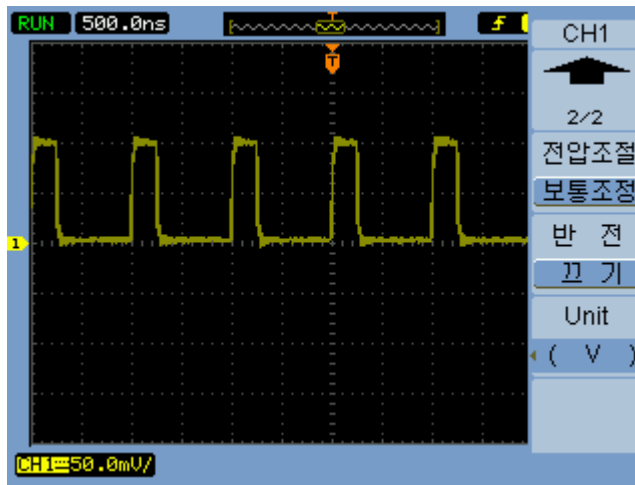 RUN 500.0ns
T
1
CH1 50.0mV/
CH1
2/2
전압조절
보통조정
반 전
끄 기
Unit
( V )